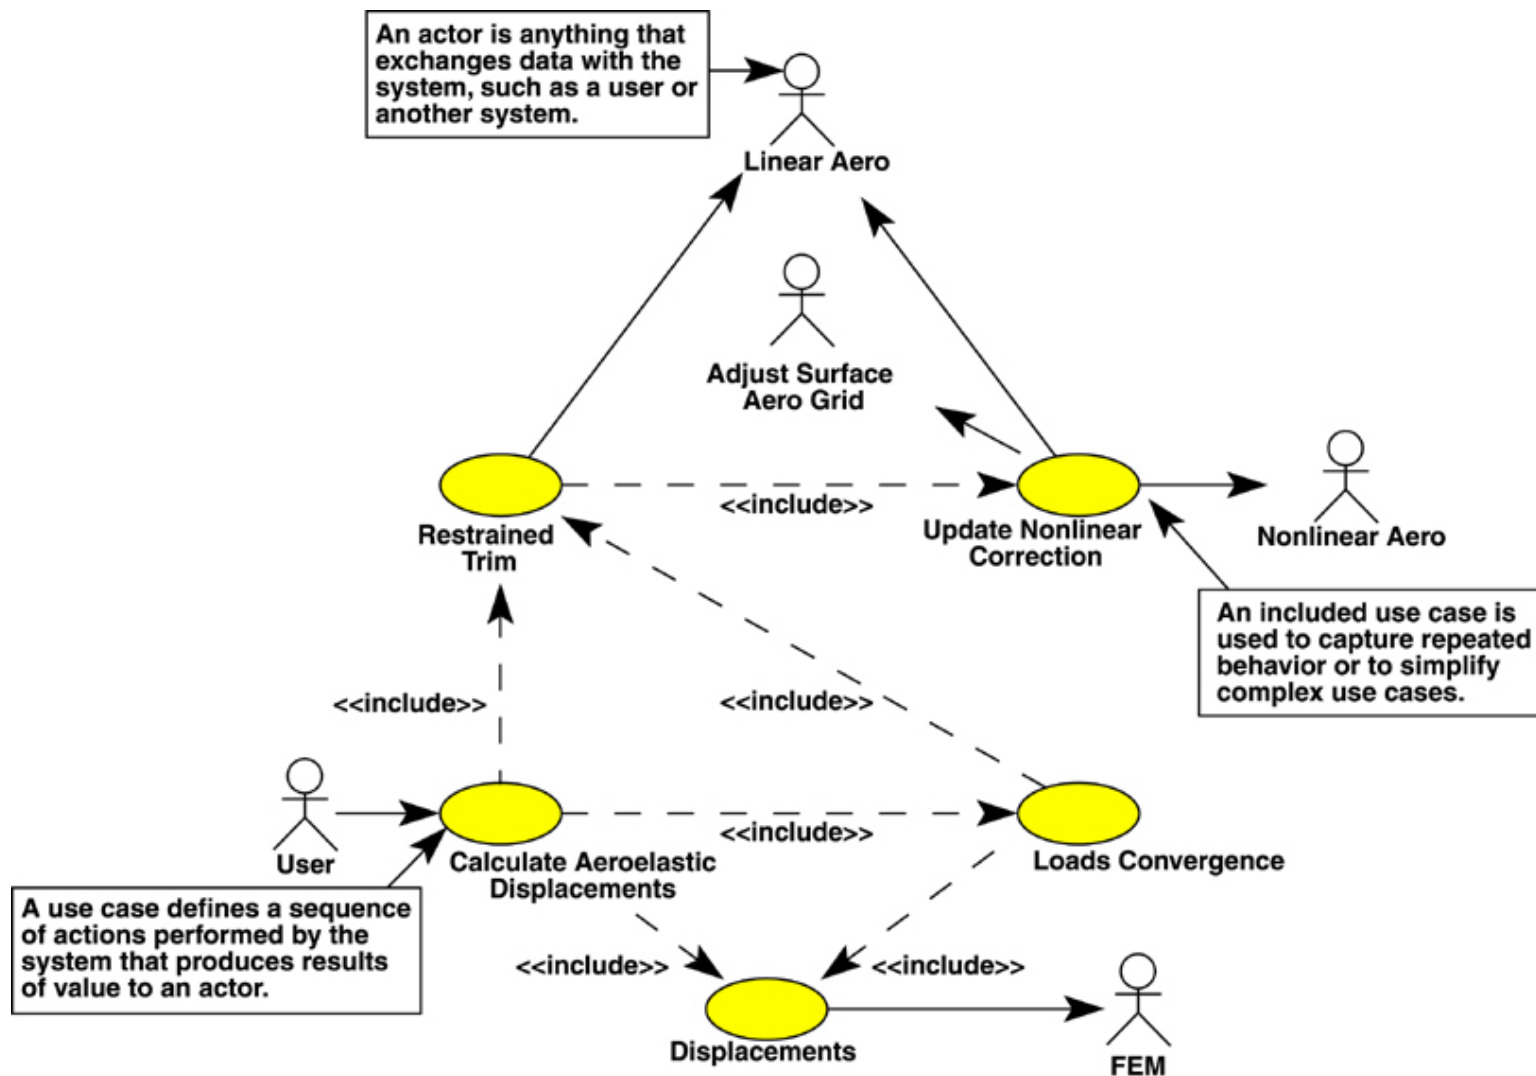 An actor is anything that
exchanges data with the
system, such as a user or
another system.
Linear Aero
Adjust Surface
Aero Grid
<<include>>
Restrained
Trim
Update Nonlinear
Correction
Nonlinear Aero
An included use case is
used to capture repeated
behavior or to simplify
complex use cases.
<<include>>
<<include>>
<<include>>
User
Calculate Aeroelastic
Displacements
Loads Convergence
A use case defines a sequence
of actions performed by the
system that produces results
of value to an actor.
<<include>>
<<include>>
Displacements
FEM